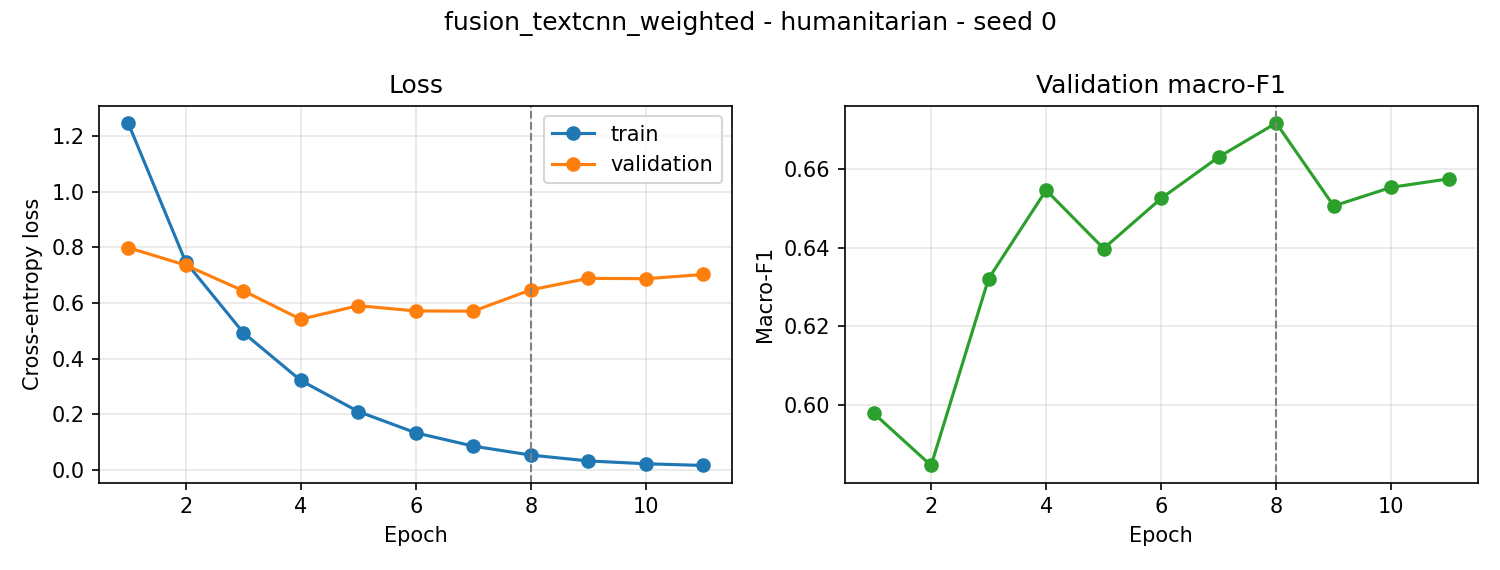 fusion_textcnn_weighted - humanitarian - seed 0
Loss
Cross-entropy loss
1.2
1.0
0.8
0.6
0.4
0.2
0.0
train
validation
2 4 6 8 10
Epoch
Validation macro-F1
Macro-F1
0.66
0.64
0.62
0.60
2 4 6 8 10
Epoch